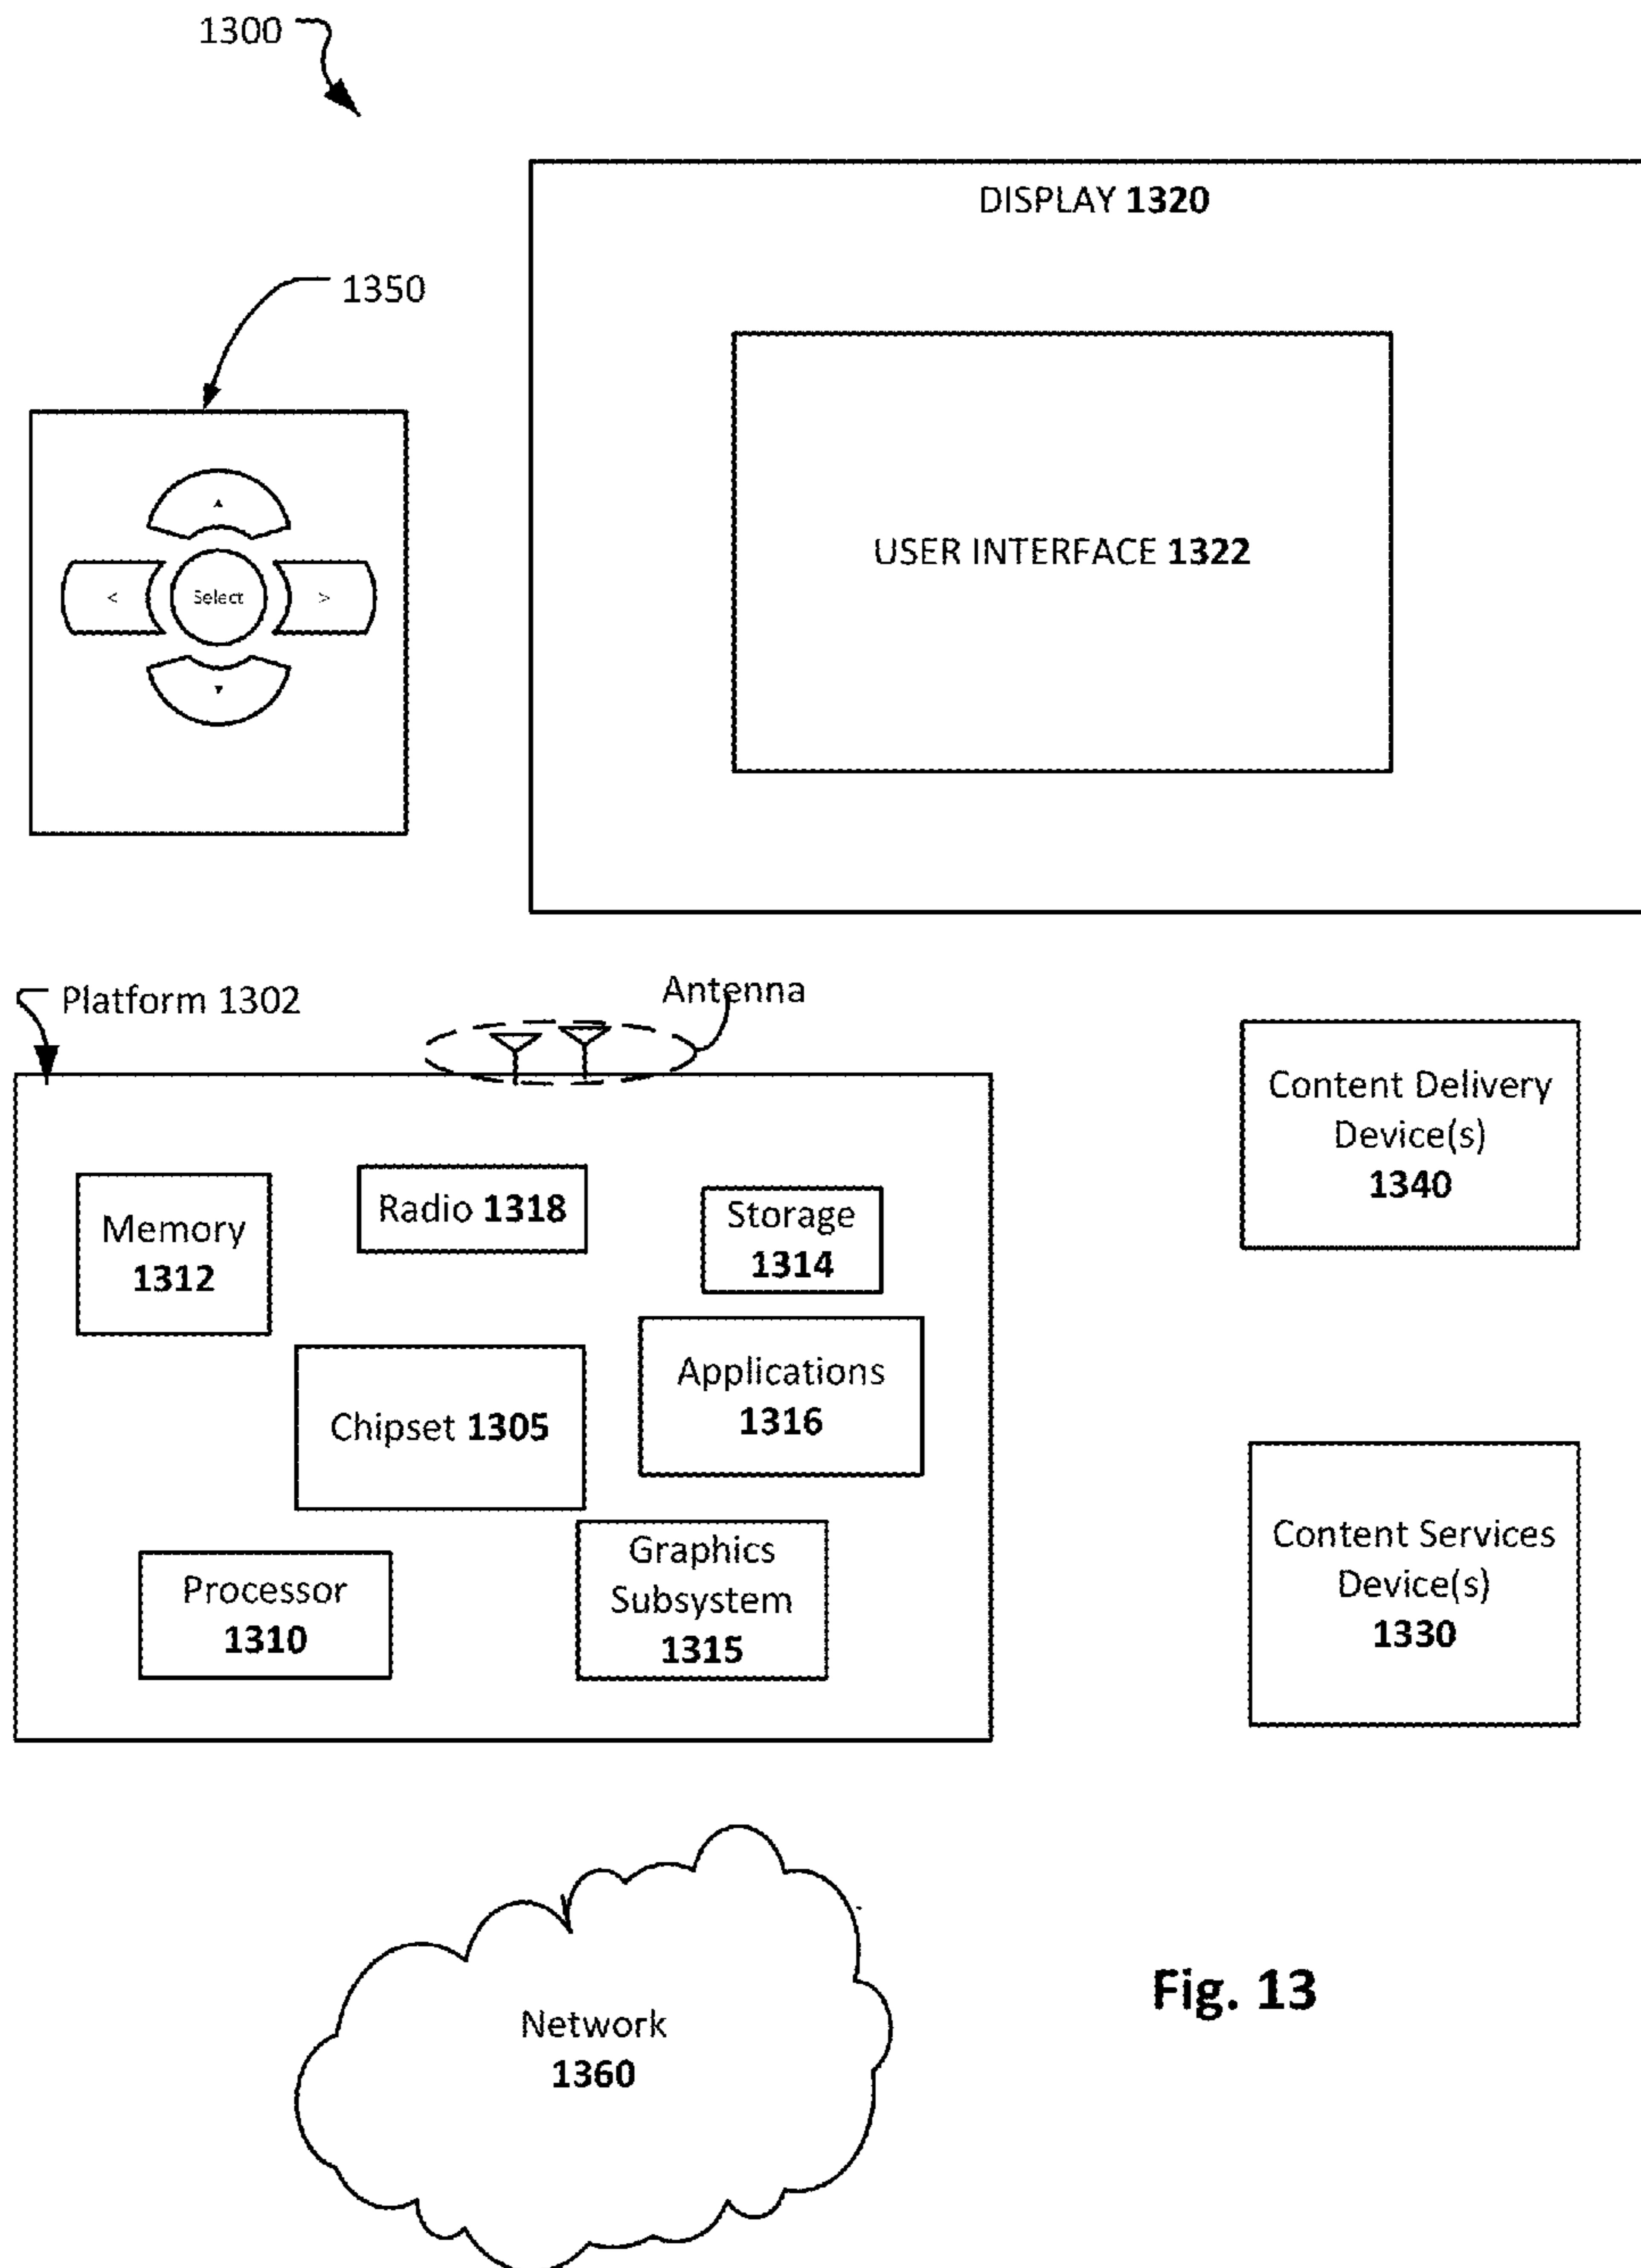 1300
DISPLAY 1320
1350
USER INTERFACE 1322
▲
< Select >
▼
Platform 1302
Antenna
Content Delivery
Device(s)
1340
Memory
1312
Radio 1318
Storage
1314
Chipset 1305
Applications
1316
Processor
1310
Graphics
Subsystem
1315
Content Services
Device(s)
1330
Network
1360
Fig. 13